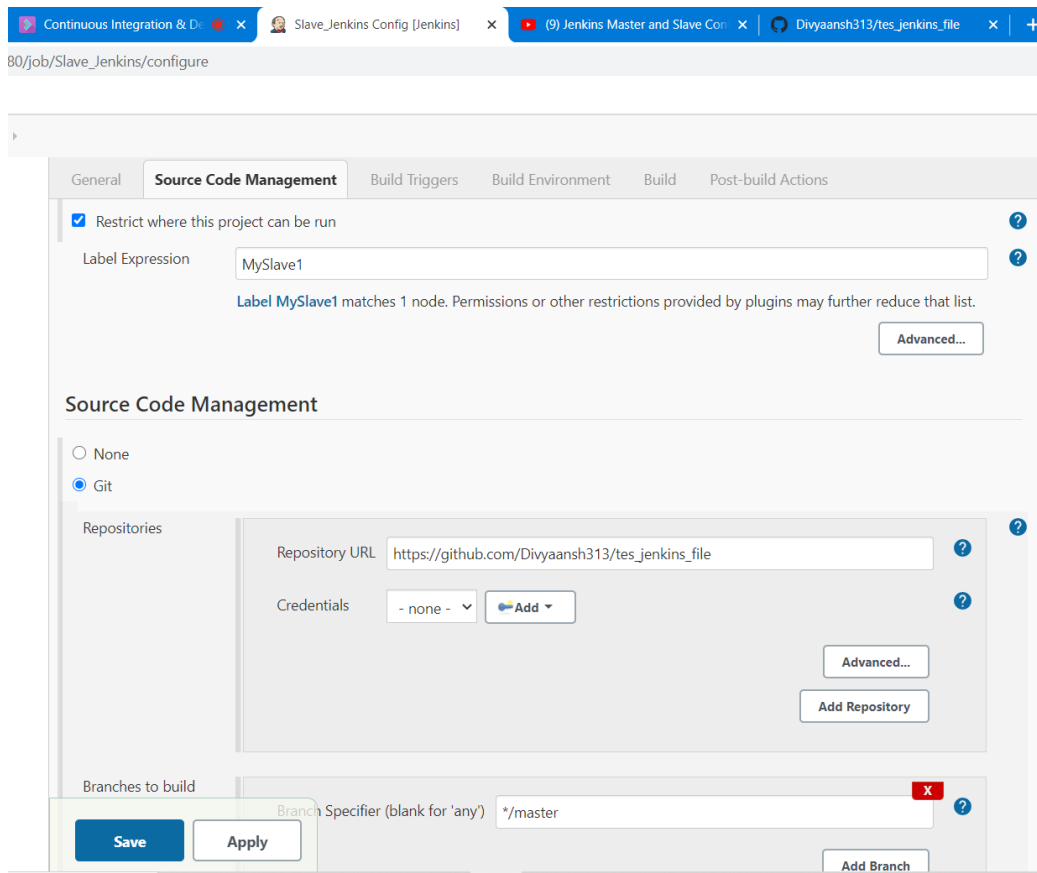 Continuous Integration & De
Slave_Jenkins Config [Jenkins]
(9) Jenkins Master and Slave Con
Divyaansh313/tes_jenkins_file
80/job/Slave_Jenkins/configure
General
Source Code Management
Build Triggers
Build Environment
Build
Post-build Actions
Restrict where this project can be run
Label Expression
MySlave1
Label MySlave1 matches 1 node. Permissions or other restrictions provided by plugins may further reduce that list.
Advanced...
Source Code Management
None
Git
Repositories
Repository URL
https://github.com/Divyaansh313/tes_jenkins_file
Credentials
- none -
Add
Advanced...
Add Repository
Branches to build
X
Branch Specifier (blank for 'any')
*/master
Save
Apply
Add Branch